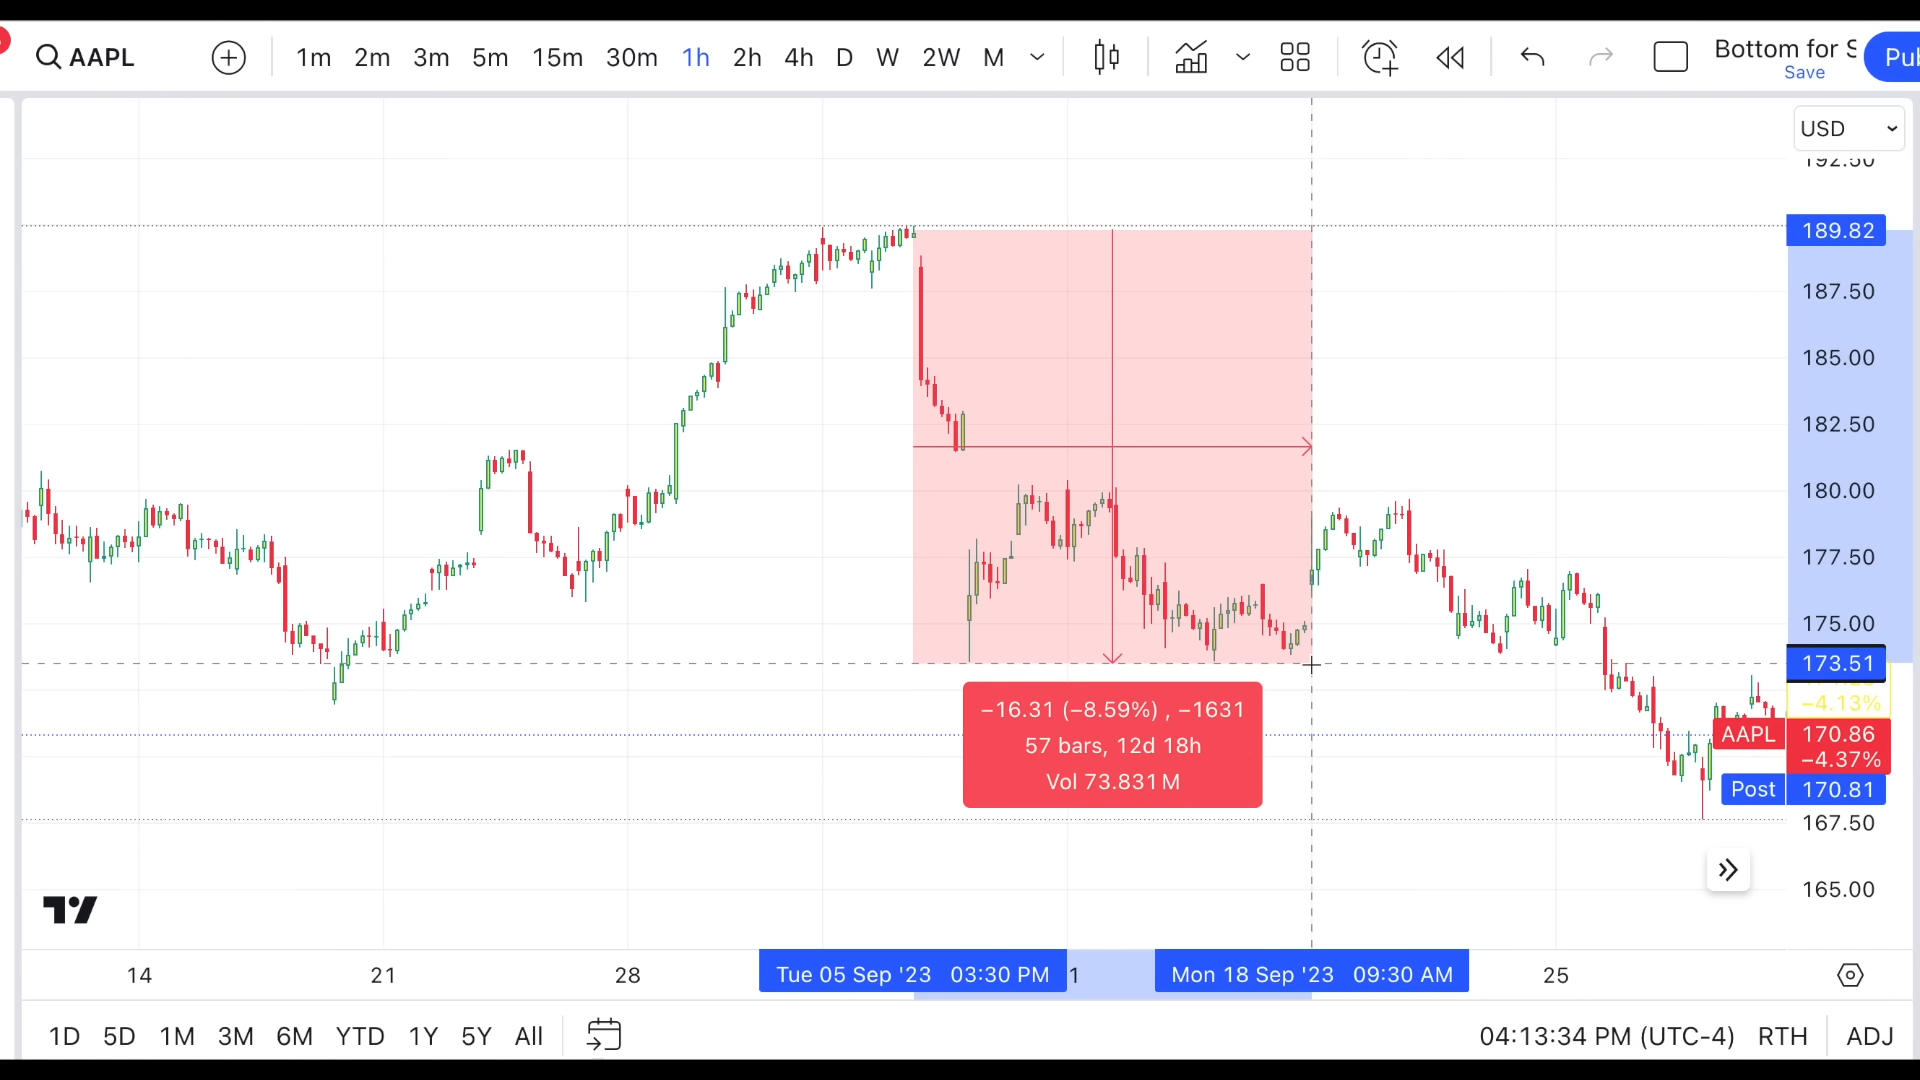 AAPL
1m 2m 3m 5m 15m 30m 1h 2h 4h D W 2W M
Bottom for S
Save
Pub
USD
192.50
189.82
187.50
185.00
182.50
180.00
177.50
175.00
173.51
−4.13%
AAPL 170.86
−4.37%
Post 170.81
167.50
165.00
−16.31 (−8.59%) , −1631
57 bars, 12d 18h
Vol 73.831 M
14 21 28 Tue 05 Sep '23 03:30 PM 1 Mon 18 Sep '23 09:30 AM 25
1D 5D 1M 3M 6M YTD 1Y 5Y All
04:13:34 PM (UTC-4) RTH ADJ